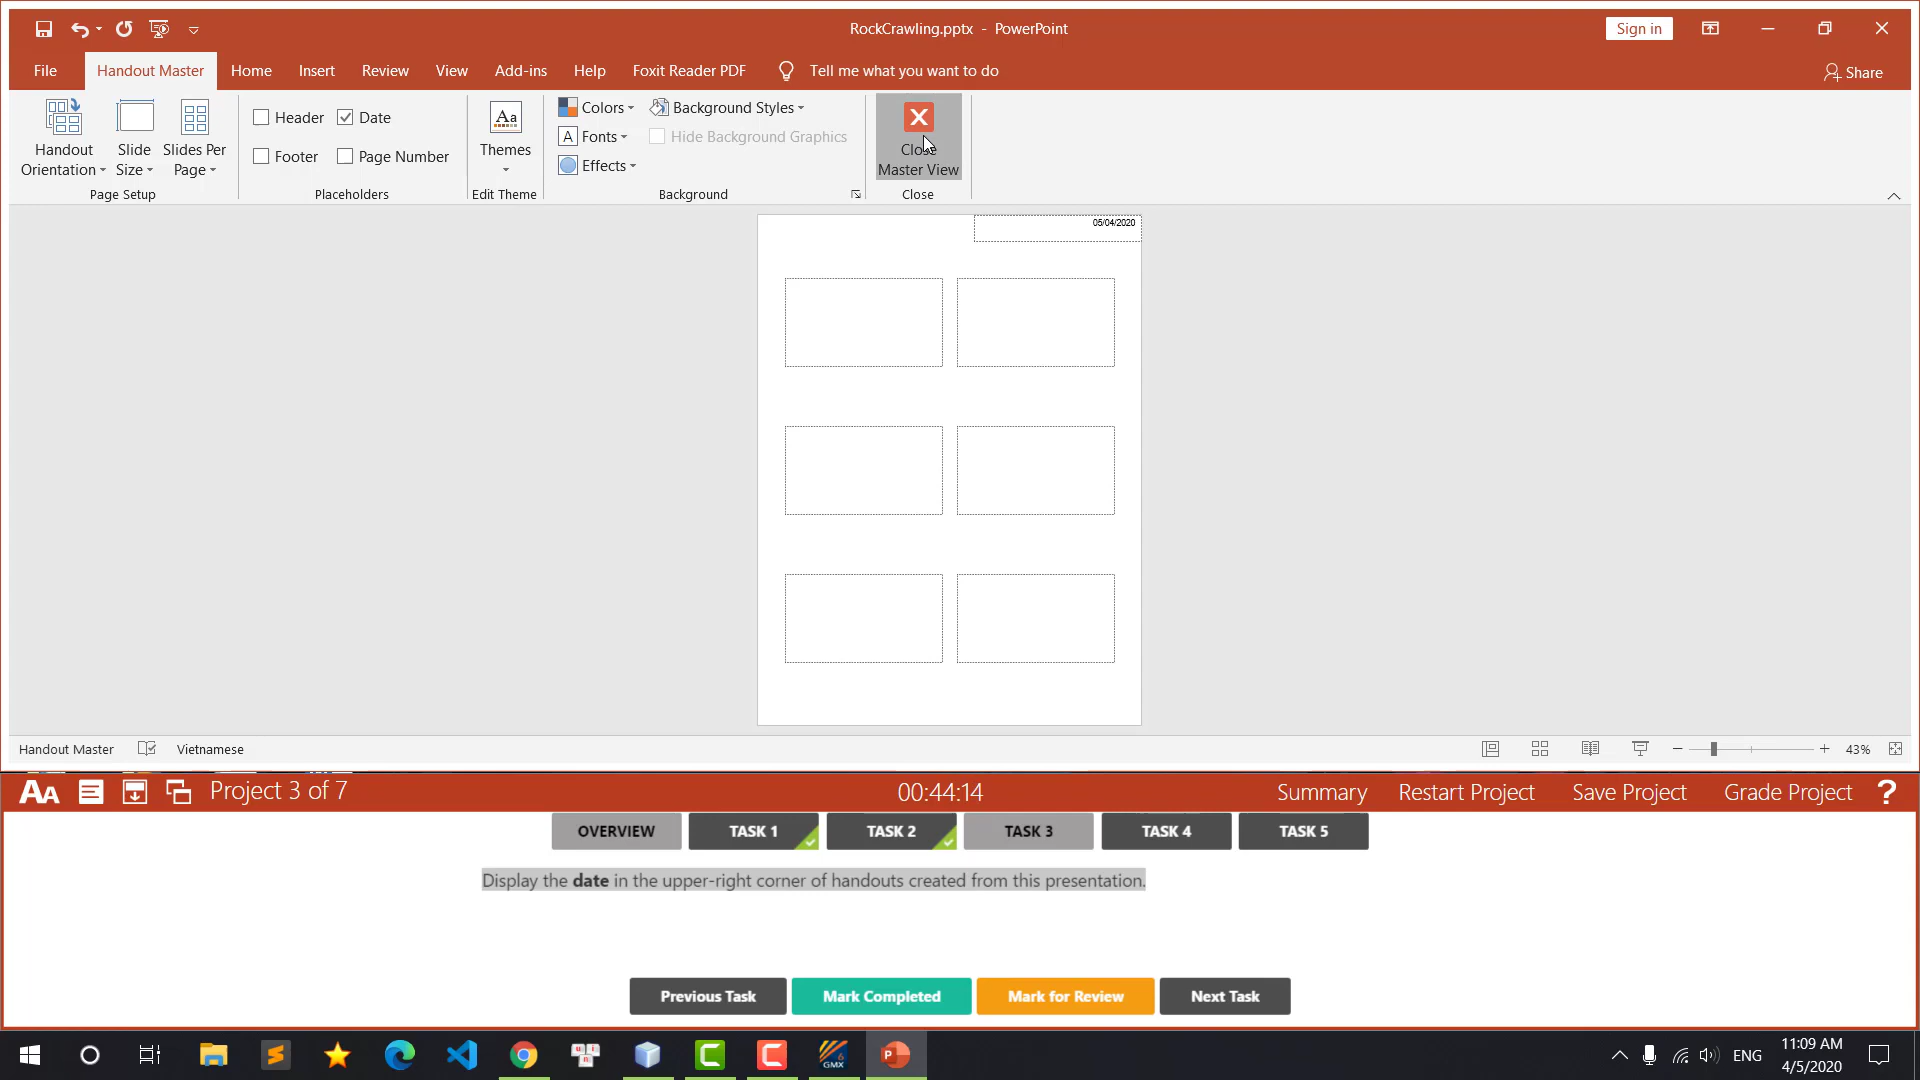 RockCrawling.pptx - PowerPoint
Sign in
File
Handout Master
Home
Insert
Review
View
Add-ins
Help
Foxit Reader PDF
Tell me what you want to do
Share
Handout Orientation
Slide Size
Slides Per Page
Page Setup
Header
Date
Footer
Page Number
Placeholders
Aa
Themes
Edit Theme
Colors
Background Styles
A Fonts
Hide Background Graphics
Effects
Background
Close Master View
Close
05/04/2020
Handout Master
Vietnamese
43%
AA
Project 3 of 7
00:44:14
Summary
Restart Project
Save Project
Grade Project
?
OVERVIEW
TASK 1
TASK 2
TASK 3
TASK 4
TASK 5
Display the date in the upper-right corner of handouts created from this presentation.
Previous Task
Mark Completed
Mark for Review
Next Task
ENG
11:09 AM
4/5/2020